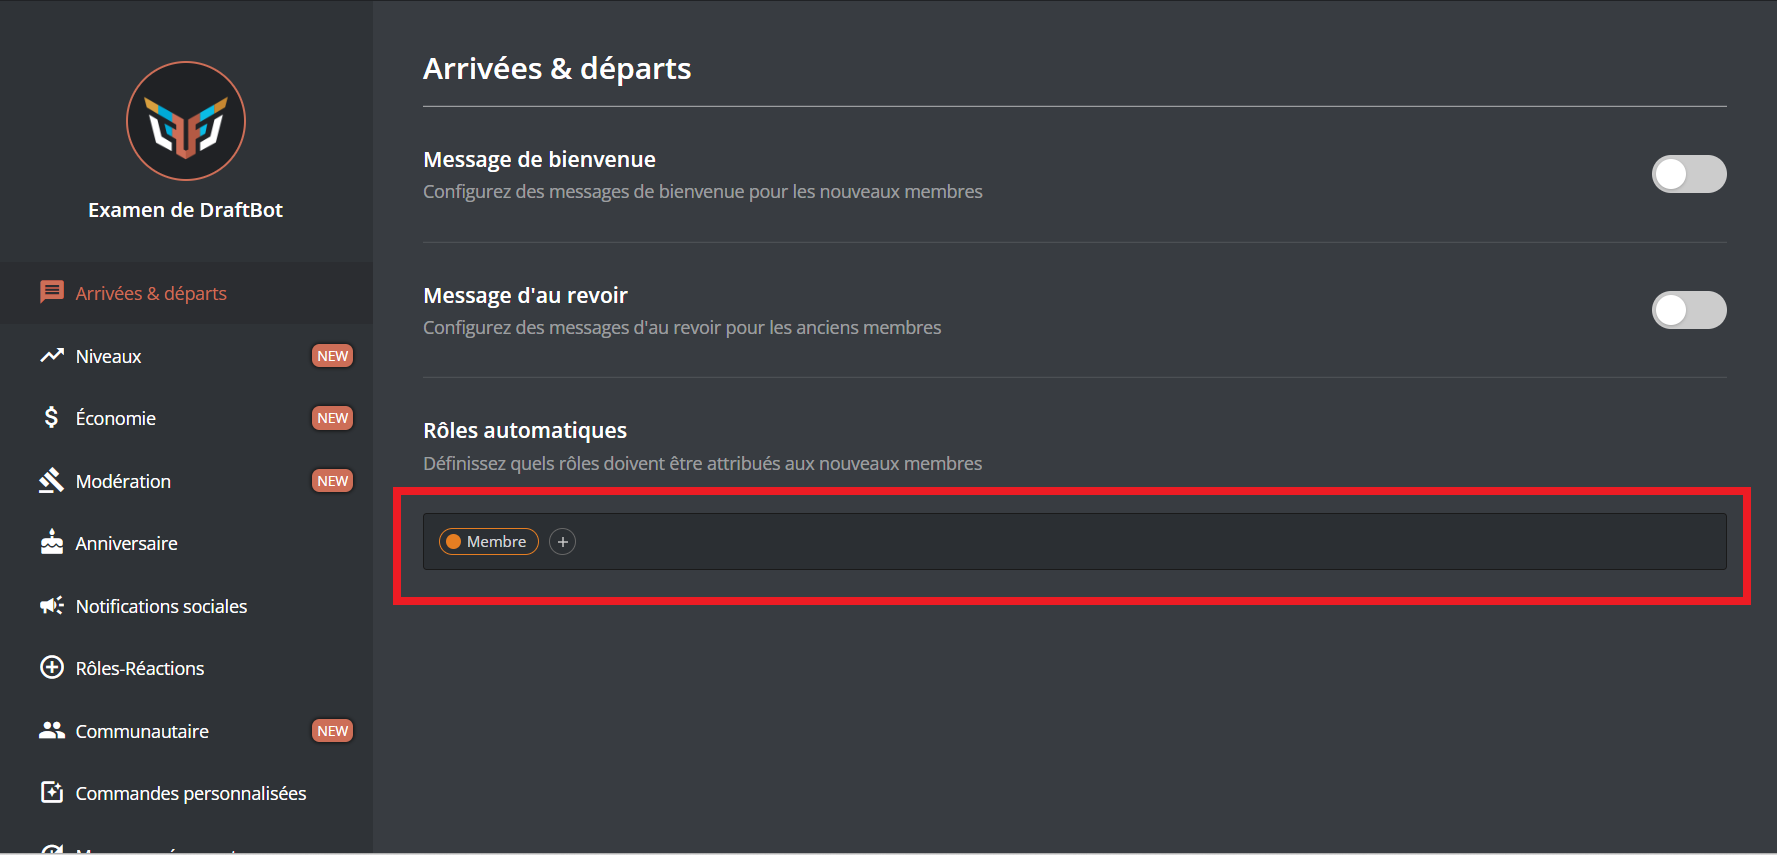 Examen de DraftBot
Arrivées & départs
Niveaux NEW
Économie NEW
Modération NEW
Anniversaire
Notifications sociales
Rôles-Réactions
Communautaire NEW
Commandes personnalisées
Arrivées & départs
Message de bienvenue
Configurez des messages de bienvenue pour les nouveaux membres
Message d'au revoir
Configurez des messages d'au revoir pour les anciens membres
Rôles automatiques
Définissez quels rôles doivent être attribués aux nouveaux membres
Membre +